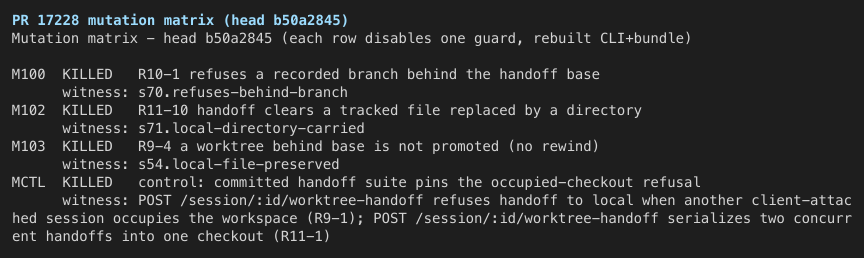 PR 17228 mutation matrix (head b50a2845)
Mutation matrix – head b50a2845 (each row disables one guard, rebuilt CLI+bundle)
M100  KILLED   R10-1 refuses a recorded branch behind the handoff base
witness: s70.refuses-behind-branch
M102  KILLED   R11-10 handoff clears a tracked file replaced by a directory
witness: s71.local-directory-carried
M103  KILLED   R9-4 a worktree behind base is not promoted (no rewind)
witness: s54.local-file-preserved
MCTL  KILLED   control: committed handoff suite pins the occupied-checkout refusal
witness: POST /session/:id/worktree-handoff refuses handoff to local when another client-attac
hed session occupies the workspace (R9-1); POST /session/:id/worktree-handoff serializes two concurr
ent handoffs into one checkout (R11-1)